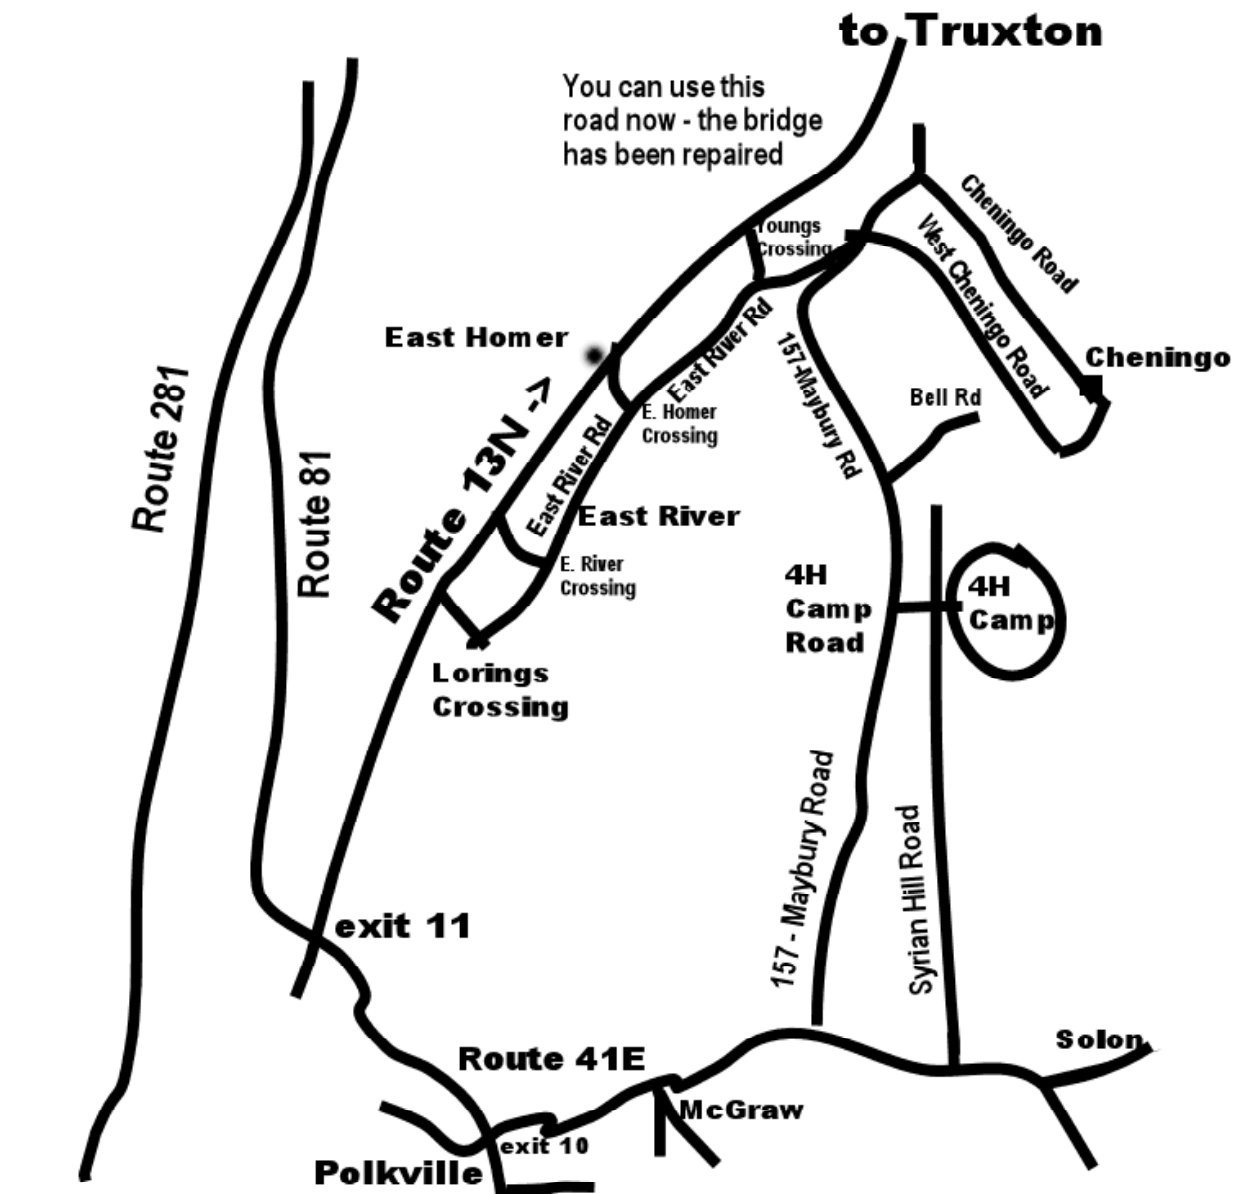 to Truxton
You can use this
road now - the bridge
has been repaired
Youngs
Crossing
Cheningo Road
West Cheningo Road
East Homer
East River Rd
157-Maybury Rd
Cheningo
Route 281
Route 13N ->
E. Homer
Crossing
Bell Rd
Route 81
East River Rd
East River
E. River
Crossing
4H
Camp
Road
4H
Camp
Lorings
Crossing
157 - Maybury Road
Syrian Hill Road
exit 11
Route 41E
Solon
McGraw
exit 10
Polkville